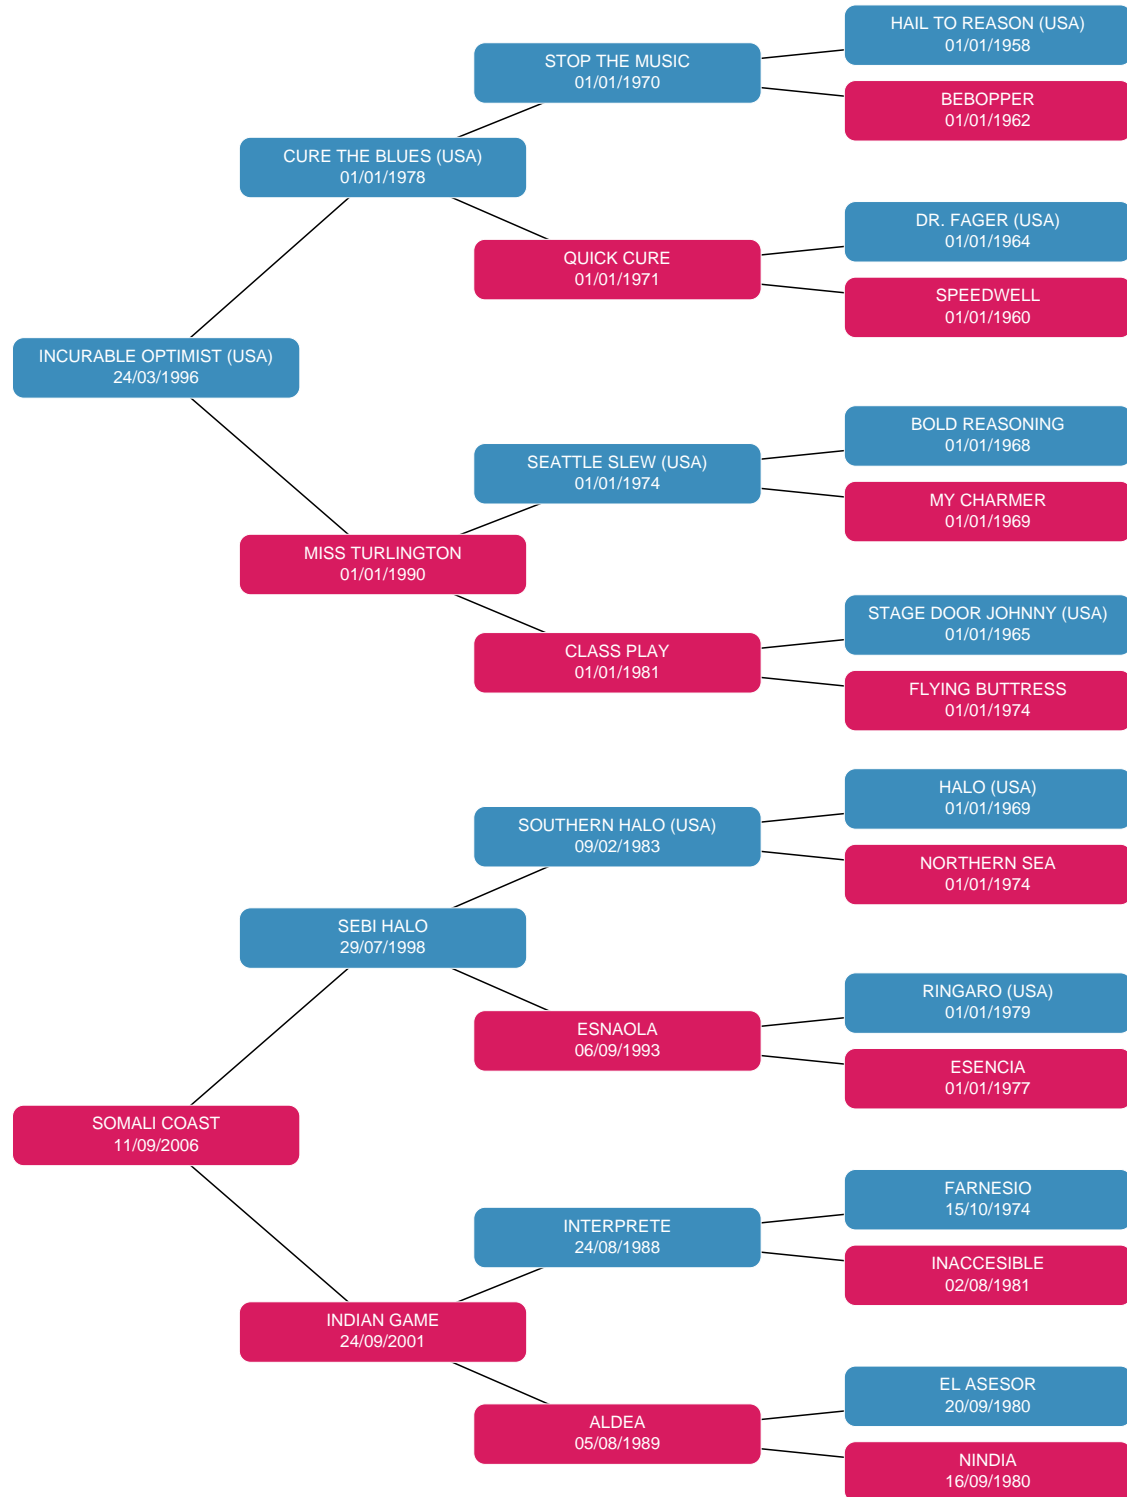 HAIL TO REASON (USA)
01/01/1958
STOP THE MUSIC
01/01/1970
BEBOPPER
01/01/1962
CURE THE BLUES (USA)
01/01/1978
DR. FAGER (USA)
01/01/1964
QUICK CURE
01/01/1971
SPEEDWELL
01/01/1960
INCURABLE OPTIMIST (USA)
24/03/1996
BOLD REASONING
01/01/1968
SEATTLE SLEW (USA)
01/01/1974
MY CHARMER
01/01/1969
MISS TURLINGTON
01/01/1990
STAGE DOOR JOHNNY (USA)
01/01/1965
CLASS PLAY
01/01/1981
FLYING BUTTRESS
01/01/1974
HALO (USA)
01/01/1969
SOUTHERN HALO (USA)
09/02/1983
NORTHERN SEA
01/01/1974
SEBI HALO
29/07/1998
RINGARO (USA)
01/01/1979
ESNAOLA
06/09/1993
ESENCIA
01/01/1977
SOMALI COAST
11/09/2006
FARNESIO
15/10/1974
INTERPRETE
24/08/1988
INACCESIBLE
02/08/1981
INDIAN GAME
24/09/2001
EL ASESOR
20/09/1980
ALDEA
05/08/1989
NINDIA
16/09/1980